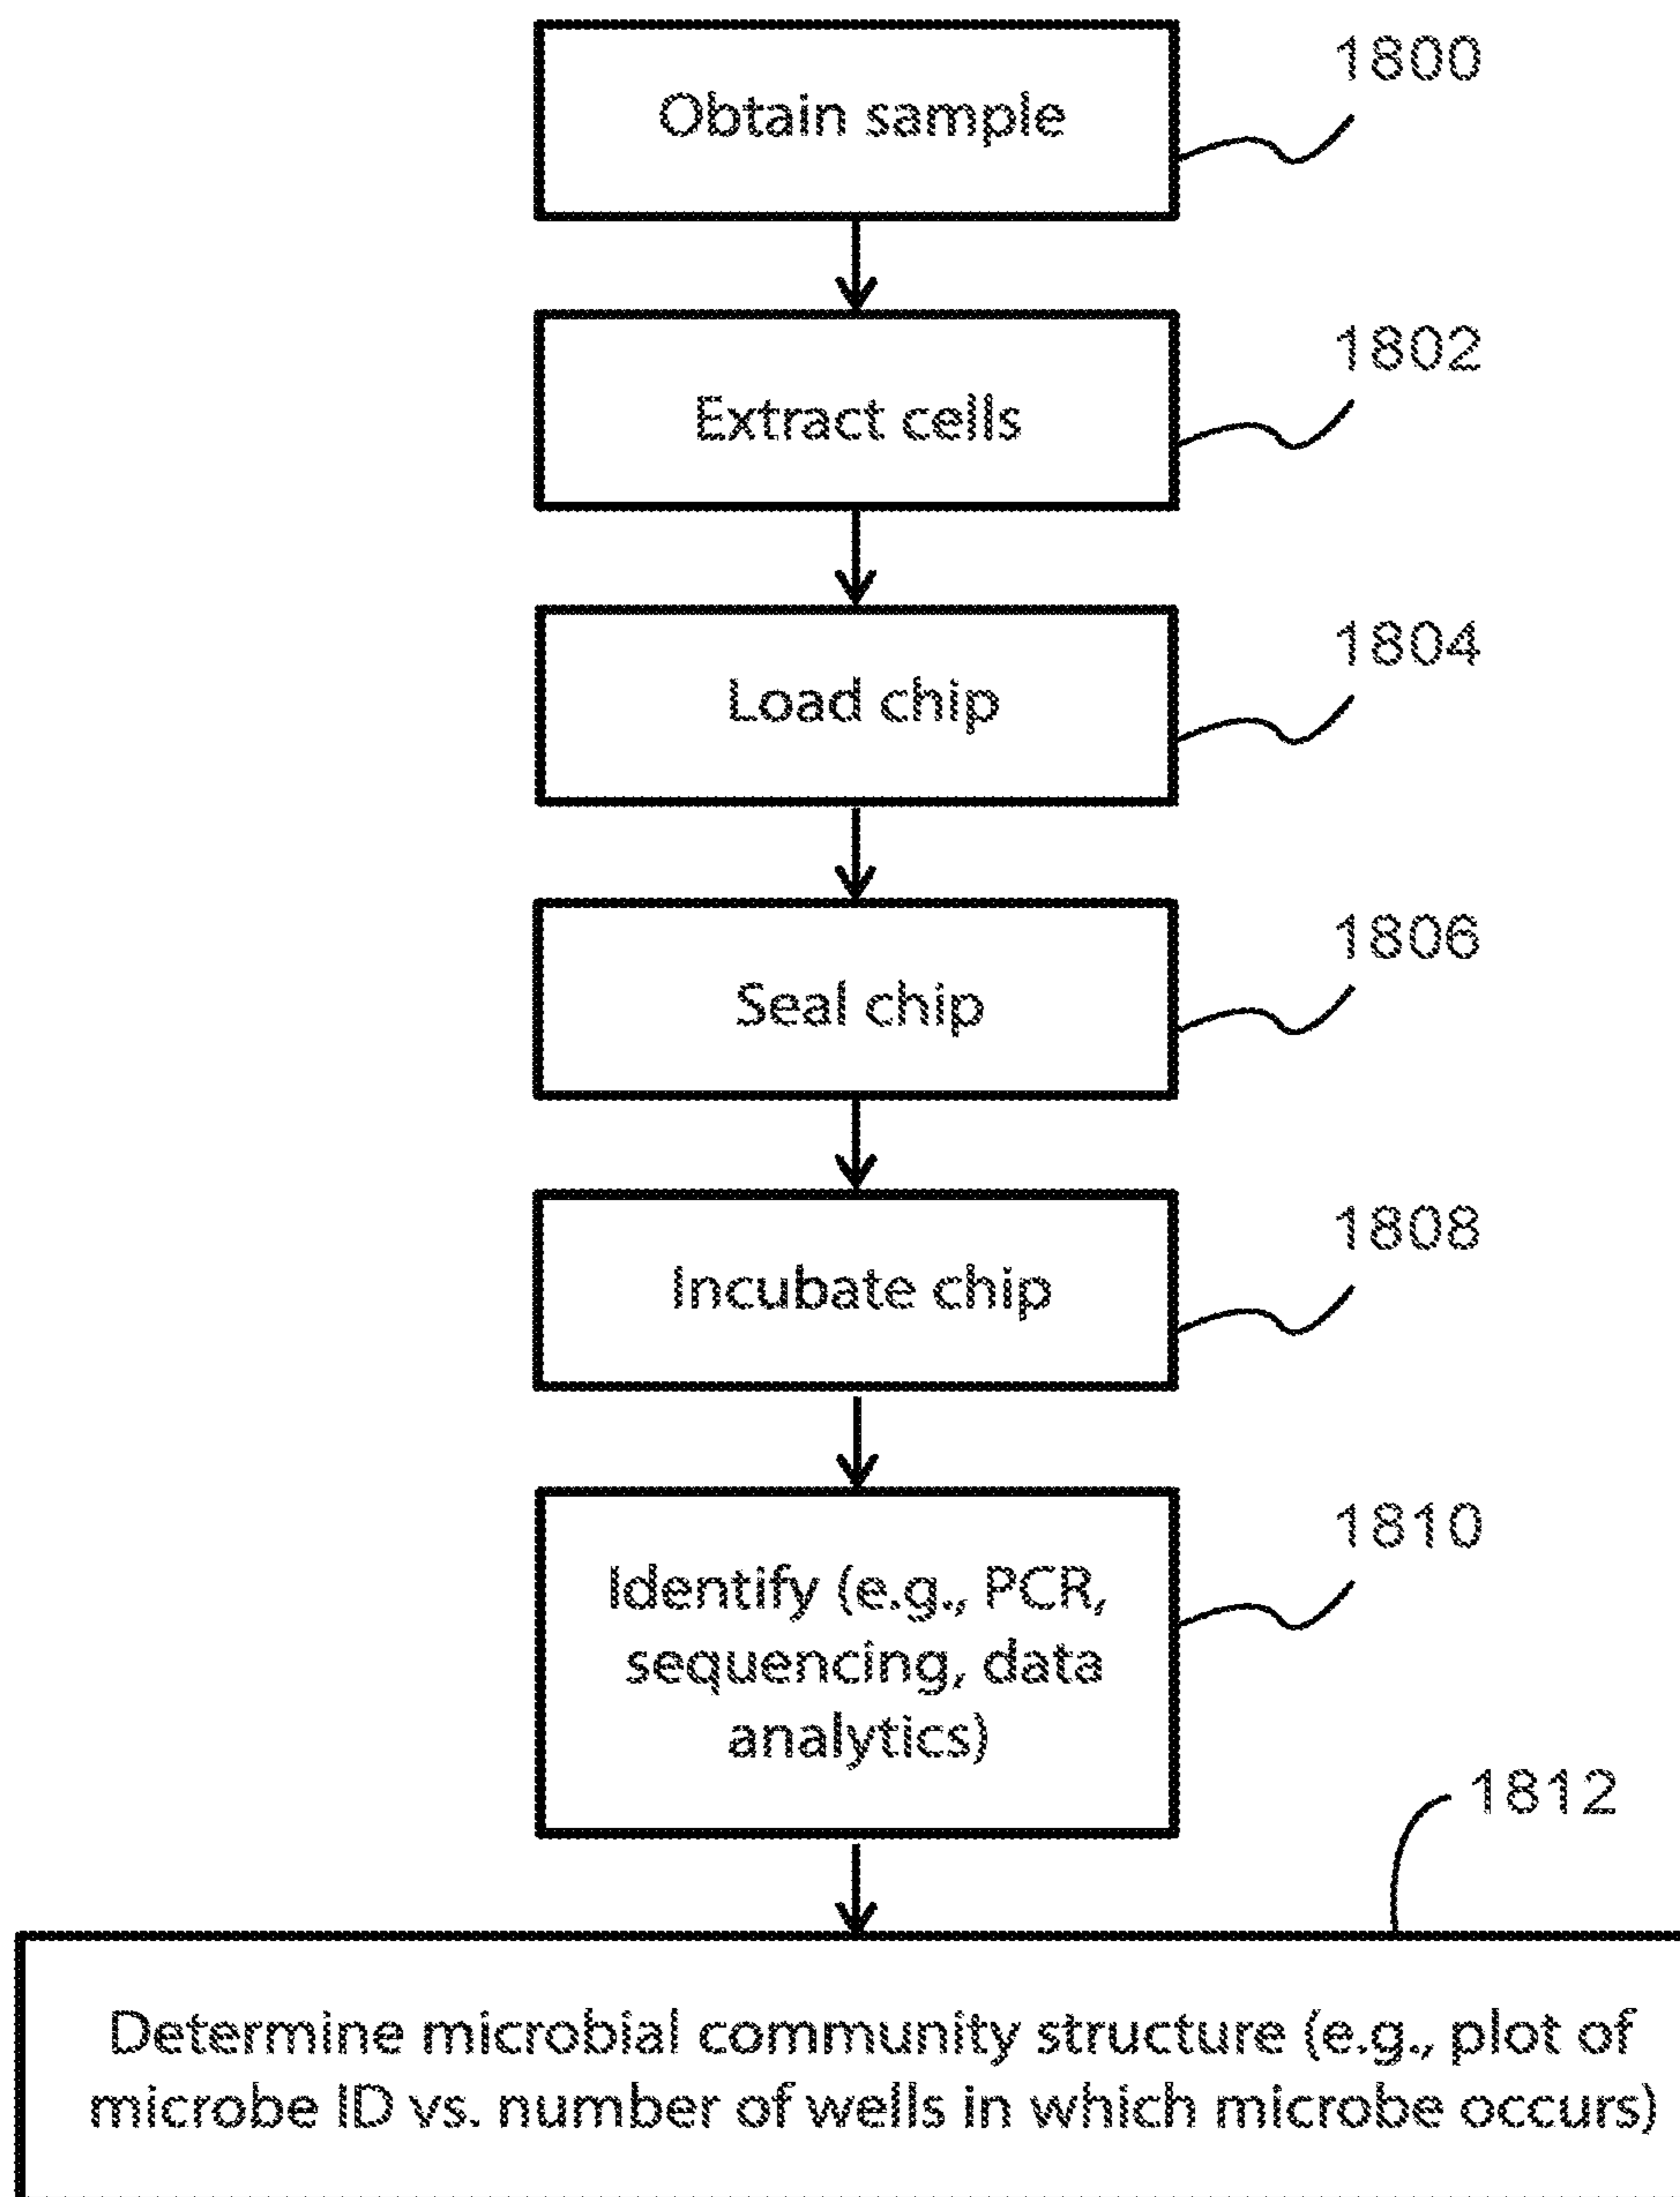 Obtain sample
1800
Extract cells
1802
Load chip
1804
Seal chip
1806
Incubate chip
1808
Identify (e.g., PCR,
sequencing, data
analytics)
1810
1812
Determine microbial community structure (e.g., plot of
microbe ID vs. number of wells in which microbe occurs)